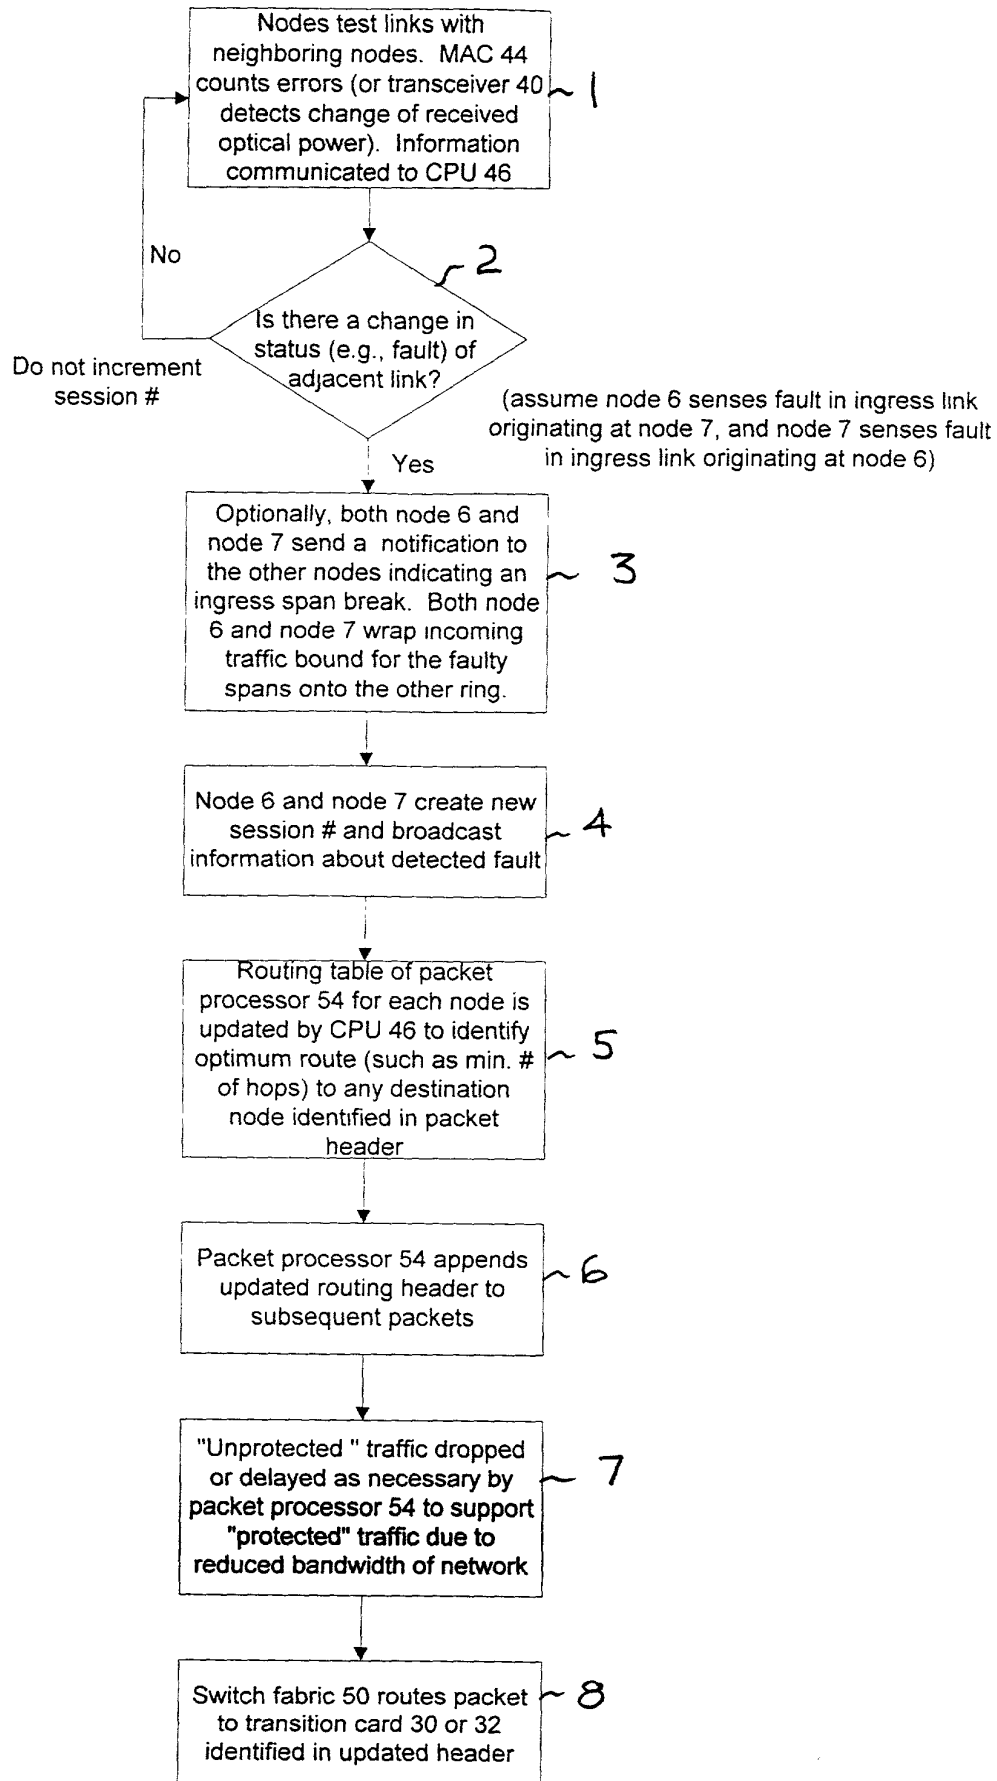 Nodes test links with
neighboring nodes. MAC 44
counts errors (or transceiver 40
detects change of received
optical power). Information
communicated to CPU 46
1
No
2
Is there a change in
status (e.g., fault) of
adjacent link?
Do not increment
session #
(assume node 6 senses fault in ingress link
originating at node 7, and node 7 senses fault
in ingress link originating at node 6)
Yes
Optionally, both node 6 and
node 7 send a notification to
the other nodes indicating an
ingress span break. Both node
6 and node 7 wrap incoming
traffic bound for the faulty
spans onto the other ring.
3
Node 6 and node 7 create new
session # and broadcast
information about detected fault
4
Routing table of packet
processor 54 for each node is
updated by CPU 46 to identify
optimum route (such as min. #
of hops) to any destination
node identified in packet
header
5
Packet processor 54 appends
updated routing header to
subsequent packets
6
"Unprotected " traffic dropped
or delayed as necessary by
packet processor 54 to support
"protected" traffic due to
reduced bandwidth of network
7
Switch fabric 50 routes packet
to transition card 30 or 32
identified in updated header
8